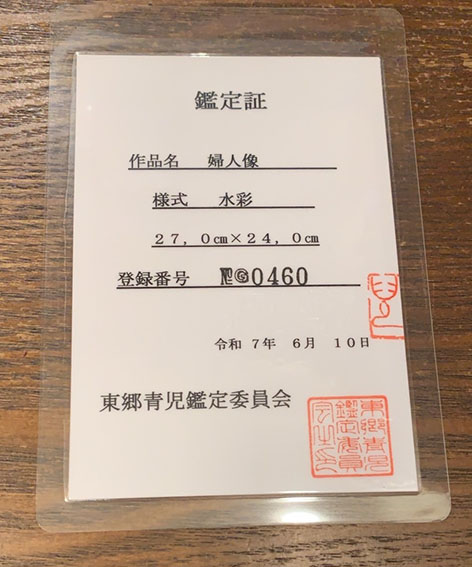 鑑定証
作品名 婦人像
様式 水彩
27,0㎝×24,0㎝
登録番号 №G0460
令和 7年 6月 10日
東郷青児鑑定委員会